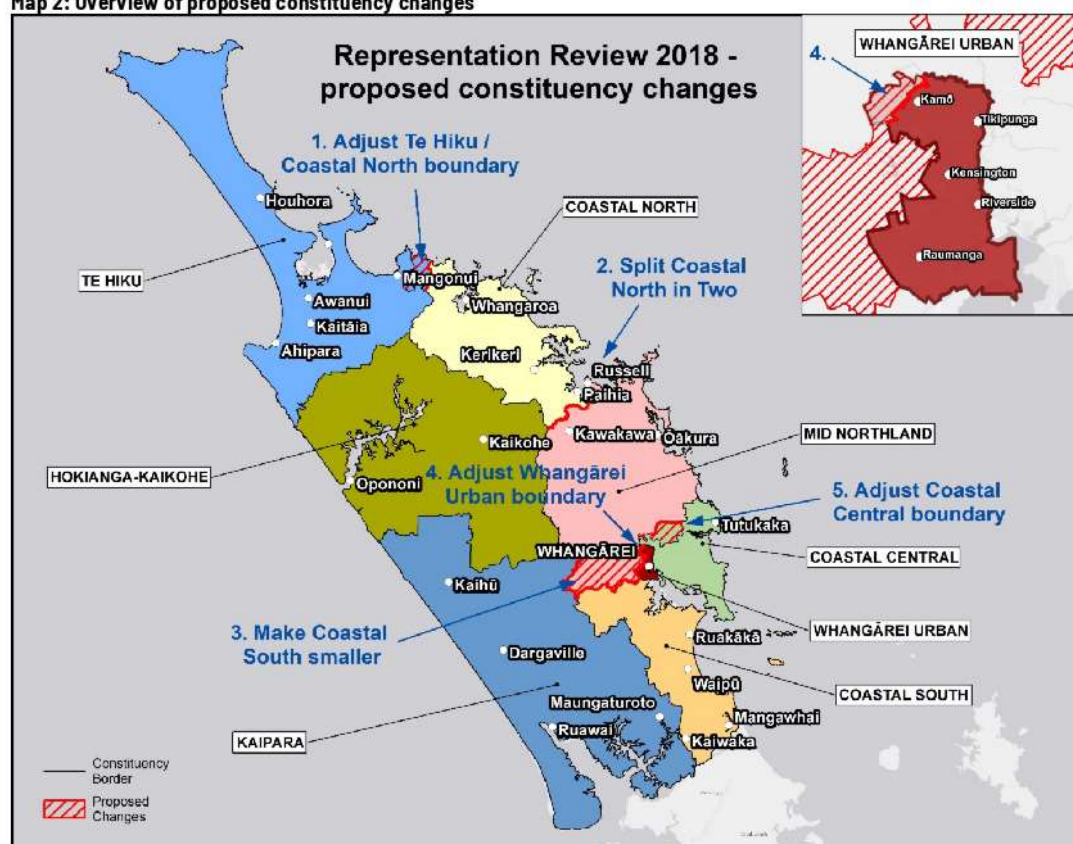 Map 2: Overview of proposed constituency changes
Representation Review 2018 -
proposed constituency changes
WHANGĀREI URBAN
4.
Kamō
Tikipunga
Kensington
Riverside
Raumanga
1. Adjust Te Hiku /
Coastal North boundary
Houhora
COASTAL NORTH
TE HIKU
Mangonui
2. Split Coastal
North in Two
Awanui
Whangaroa
Kaitāia
Ahipara
Kerikeri
Russell
Paihia
Kawakawa
Ōākura
MID NORTHLAND
Kaikohe
HOKIANGA-KAIKOHE
4. Adjust Whangārei
Urban boundary
Opononi
5. Adjust Coastal
Central boundary
Tutukaka
WHANGĀREI
COASTAL CENTRAL
Kaihū
3. Make Coastal
South smaller
WHANGĀREI URBAN
Ruakākā
Dargaville
Waipū
COASTAL SOUTH
Maungaturoto
Mangawhai
KAIPARA
Ruawai
Kaiwaka
Constituency
Border
Proposed
Changes